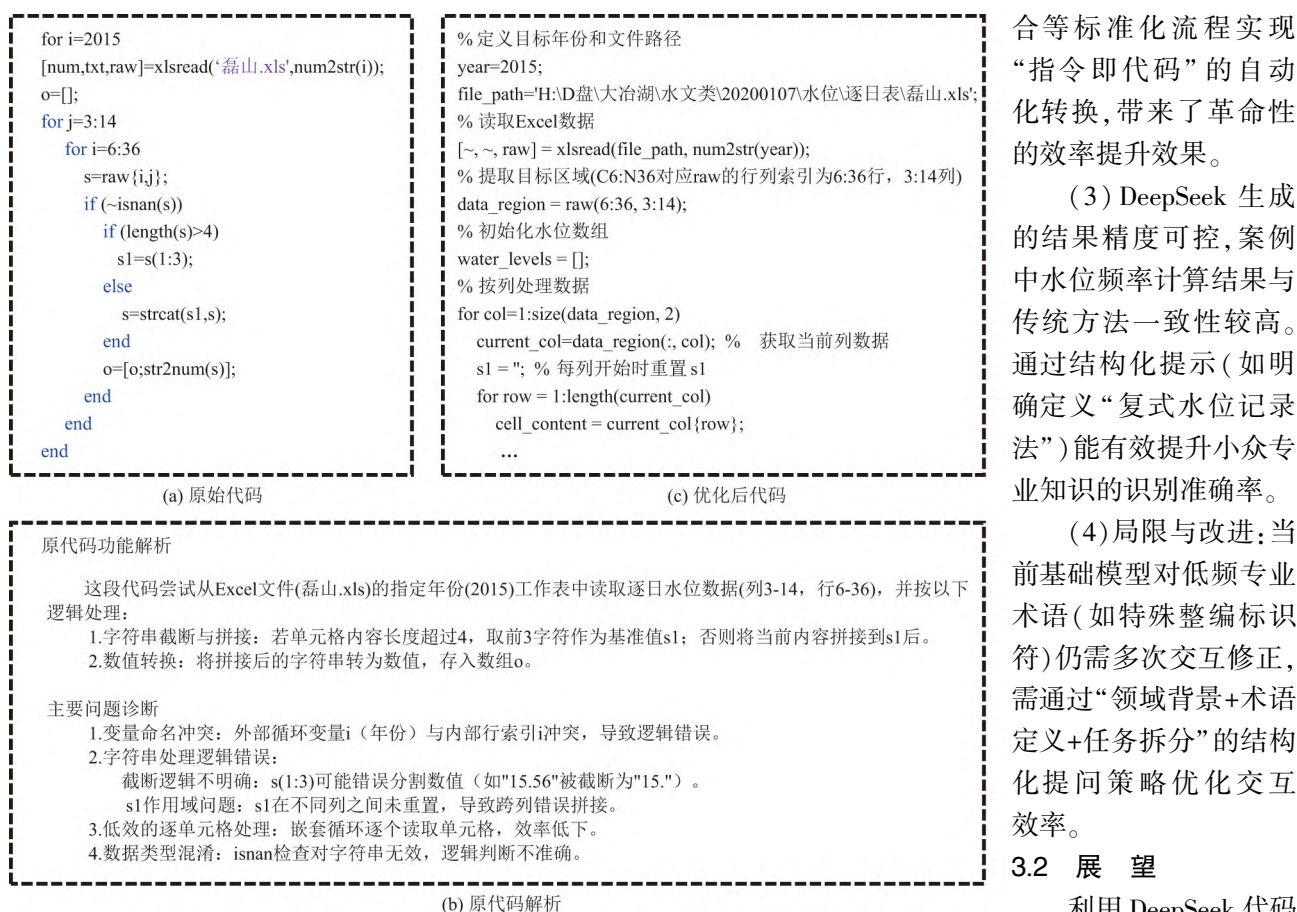 for i=2015
[num,txt,raw]=xlsread(‘磊山.xls',num2str(i));
o=[];
for j=3:14
for i=6:36
s=raw{i,j};
if (~isnan(s))
if (length(s)>4)
s1=s(1:3);
else
s=strcat(s1,s);
end
o=[o;str2num(s)];
end
end
end
(a) 原始代码
% 定义目标年份和文件路径
year=2015;
file_path='H:\D盘\大冶湖\水文类\20200107\水位\逐日表\磊山.xls';
% 读取Excel数据
[~, ~, raw] = xlsread(file_path, num2str(year));
% 提取目标区域(C6:N36对应raw的行列索引为6:36行，3:14列)
data_region = raw(6:36, 3:14);
% 初始化水位数组
water_levels = [];
% 按列处理数据
for col=1:size(data_region, 2)
current_col=data_region(:, col); % 获取当前列数据
s1 = ''; % 每列开始时重置 s1
for row = 1:length(current_col)
cell_content = current_col{row};
…
(c) 优化后代码
原代码功能解析
这段代码尝试从Excel文件(磊山.xls)的指定年份(2015)工作表中读取逐日水位数据(列3-14，行6-36)，并按以下
逻辑处理：
1.字符串截断与拼接：若单元格内容长度超过4，取前3字符作为基准值s1；否则将当前内容拼接到s1后。
2.数值转换：将拼接后的字符串转为数值，存入数组o。
主要问题诊断
1.变量命名冲突：外部循环变量i（年份）与内部行索引i冲突，导致逻辑错误。
2.字符串处理逻辑错误：
截断逻辑不明确：s(1:3)可能错误分割数值（如"15.56"被截断为"15."）。
s1作用域问题：s1在不同列之间未重置，导致跨列错误拼接。
3.低效的逐单元格处理：嵌套循环逐个读取单元格，效率低下。
4.数据类型混淆：isnan检查对字符串无效，逻辑判断不准确。
(b) 原代码解析
合等标准化流程实现
“指令即代码”的自动
化转换,带来了革命性
的效率提升效果。
(3) DeepSeek 生成
的结果精度可控,案例
中水位频率计算结果与
传统方法一致性较高。
通过结构化提示(如明
确定义“复式水位记录
法”)能有效提升小众专
业知识的识别准确率。
(4)局限与改进:当
前基础模型对低频专业
术语(如特殊整编标识
符)仍需多次交互修正,
需通过“领域背景+术语
定义+任务拆分”的结构
化提问策略优化交互
效率。
3.2 展 望
利用 DeepSeek 代码